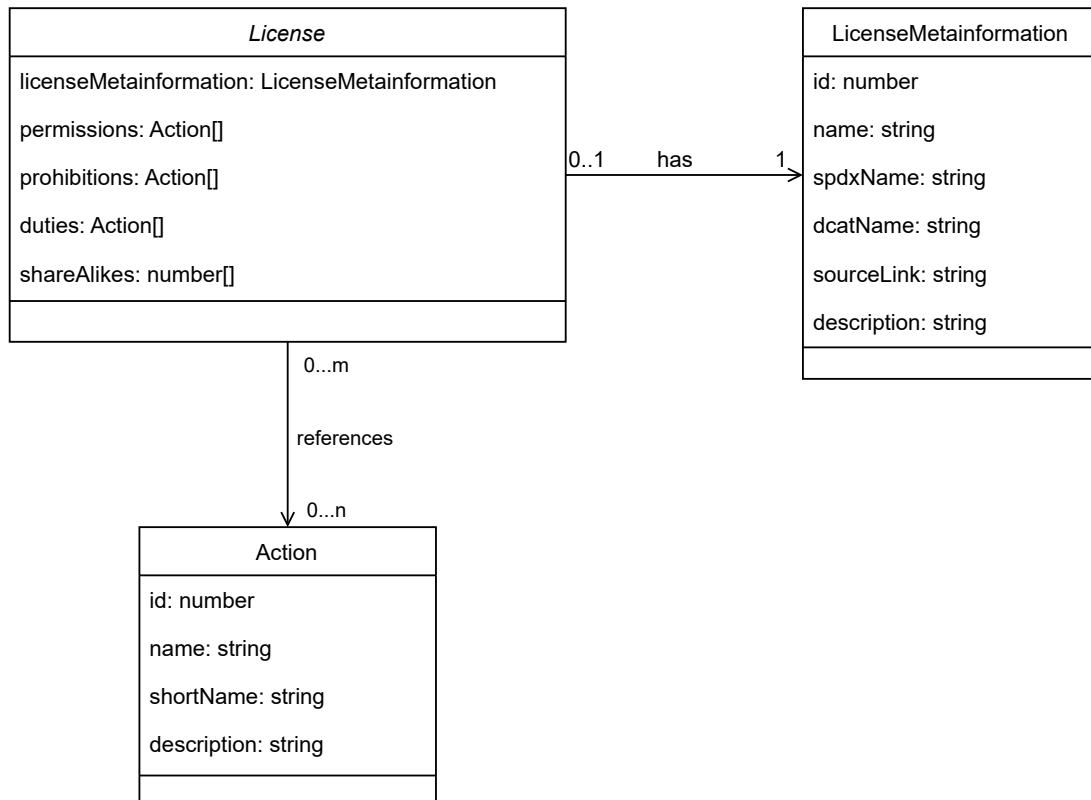 License
licenseMetainformation: LicenseMetainformation
permissions: Action[]
prohibitions: Action[]
duties: Action[]
shareAlikes: number[]
0..1 has 1
LicenseMetainformation
id: number
name: string
spdxName: string
dcatName: string
sourceLink: string
description: string
0...m
references
0...n
Action
id: number
name: string
shortName: string
description: string